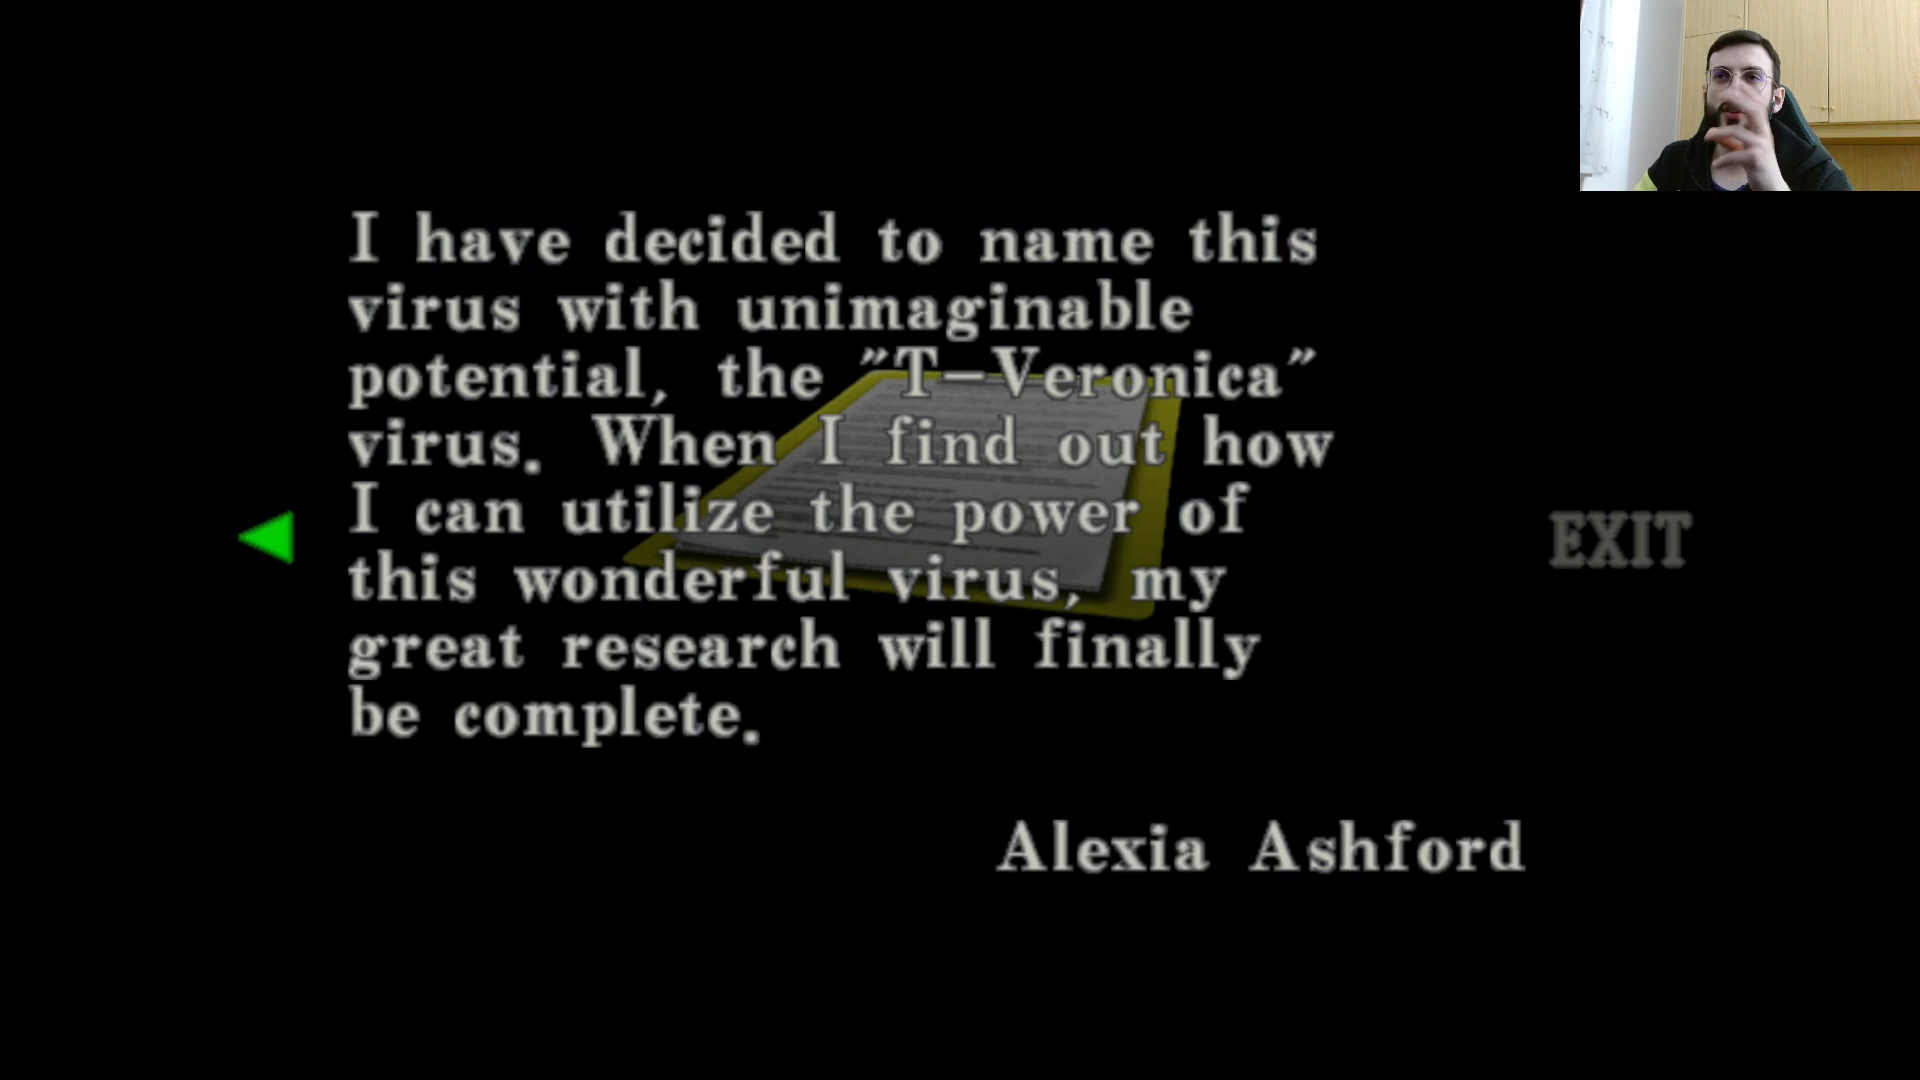 I have decided to name this
virus with unimaginable
potential, the "T-Veronica"
virus. When I find out how
I can utilize the power of
this wonderful virus, my
great research will finally
be complete.
EXIT
Alexia Ashford